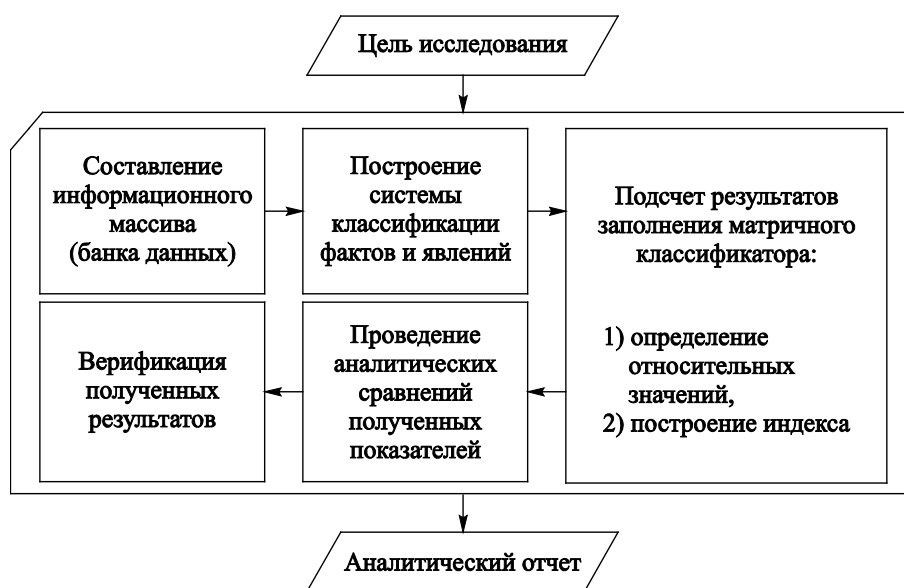 Цель исследования
Составление
информационного
массива
(банка данных)
Построение
системы
классификации
фактов и явлений
Подсчет результатов
заполнения матричного
классификатора:
1) определение
относительных
значений,
2) построение индекса
Проведение
аналитических
сравнений
полученных
показателей
Верификация
полученных
результатов
Аналитический отчет